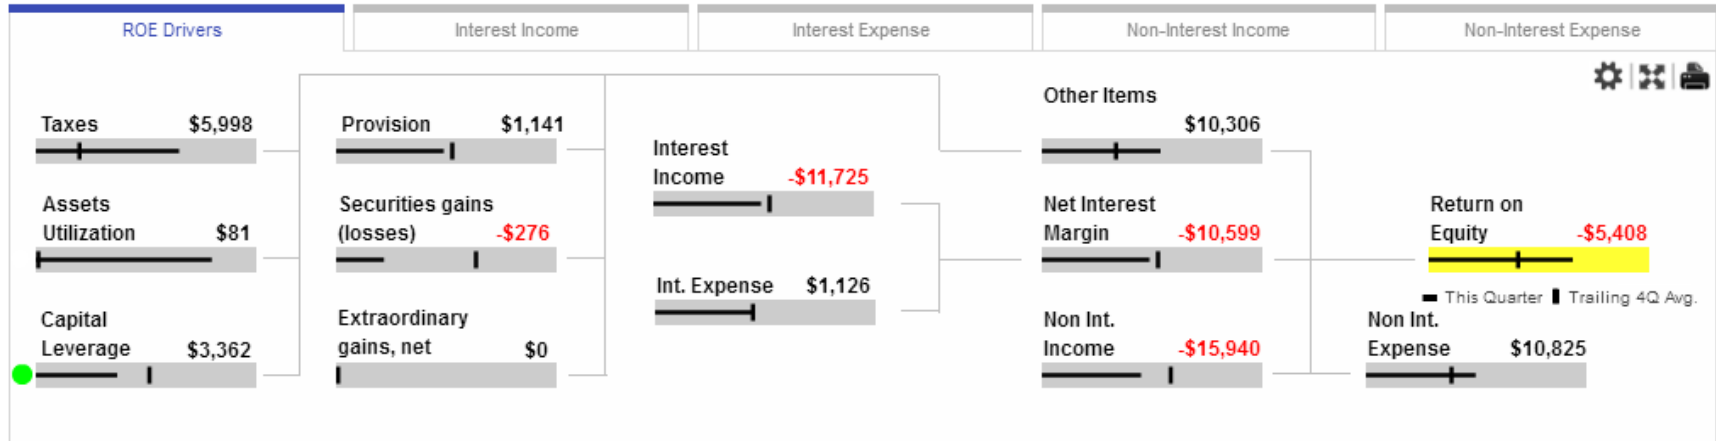 ROE Drivers
Interest Income
Interest Expense
Non-Interest Income
Non-Interest Expense
Taxes $5,998
Assets
Utilization $81
Capital
Leverage $3,362
Provision $1,141
Securities gains
(losses) -$276
Extraordinary
gains, net $0
Interest
Income -$11,725
Int. Expense $1,126
Other Items
$10,306
Net Interest
Margin -$10,599
Non Int.
Income -$15,940
Return on
Equity -$5,408
This Quarter Trailing 4Q Avg.
Non Int.
Expense $10,825